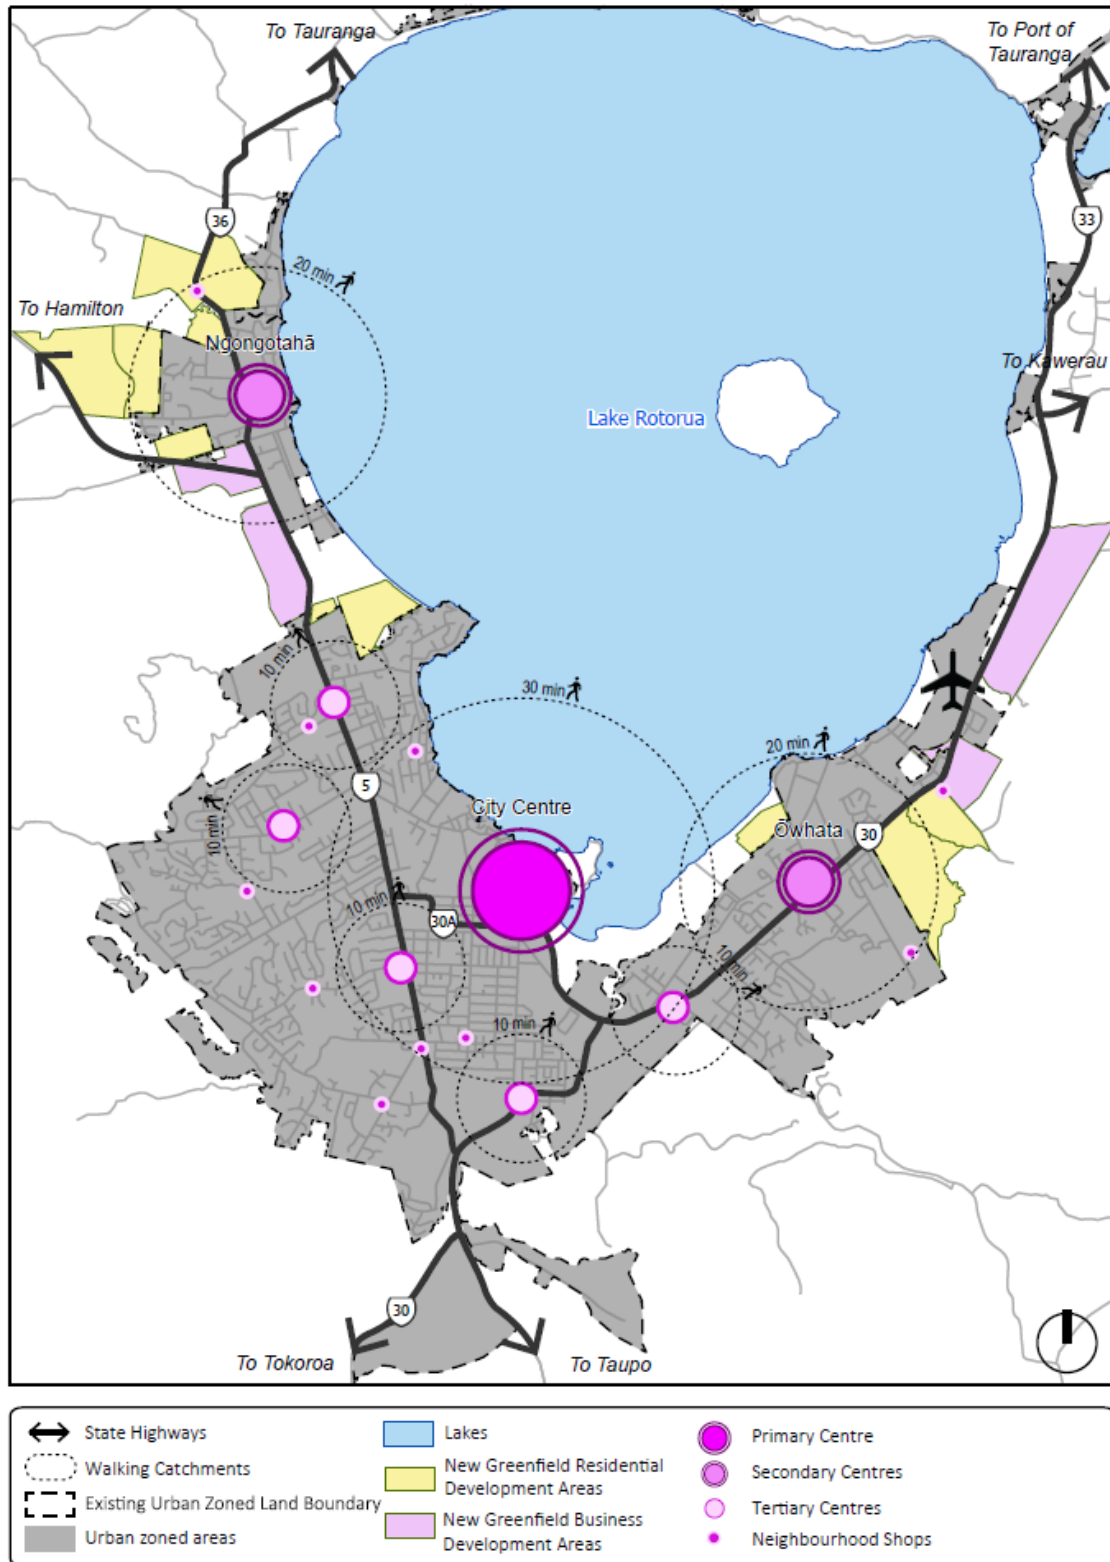 To Tauranga
To Port of
Tauranga
36
33
20 min
To Hamilton
Ngongotahā
To Kawerau
Lake Rotorua
10 min
30 min
20 min
5
10 min
City Centre
Ōwhata
30
10 min
30A
10 min
10 min
30
To Tokoroa
To Taupo
State Highways
Walking Catchments
Existing Urban Zoned Land Boundary
Urban zoned areas
Lakes
New Greenfield Residential
Development Areas
New Greenfield Business
Development Areas
Primary Centre
Secondary Centres
Tertiary Centres
Neighbourhood Shops